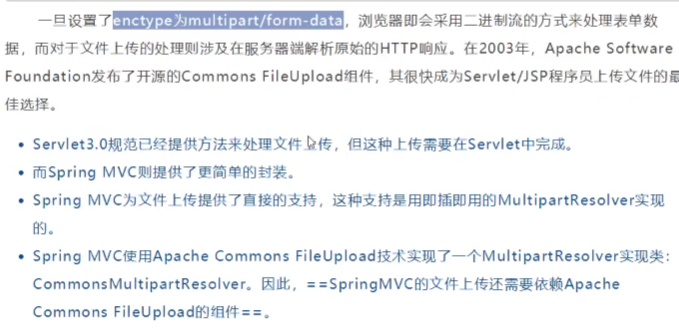 一旦设置了enctype为multipart/form-data，浏览器即会采用二进制流的方式来处理表单数
据，而对于文件上传的处理则涉及在服务器端解析原始的HTTP响应。在2003年，Apache Software
Foundation发布了开源的Commons FileUpload组件，其很快成为Servlet/JSP程序员上传文件的最
佳选择。
• Servlet3.0规范已经提供方法来处理文件上传，但这种上传需要在Servlet中完成。
• 而Spring MVC则提供了更简单的封装。
• Spring MVC为文件上传提供了直接的支持，这种支持是用即插即用的MultipartResolver实现
的。
• Spring MVC使用Apache Commons FileUpload技术实现了一个MultipartResolver实现类：
CommonsMultipartResolver。因此，==SpringMVC的文件上传还需要依赖Apache
Commons FileUpload的组件==。